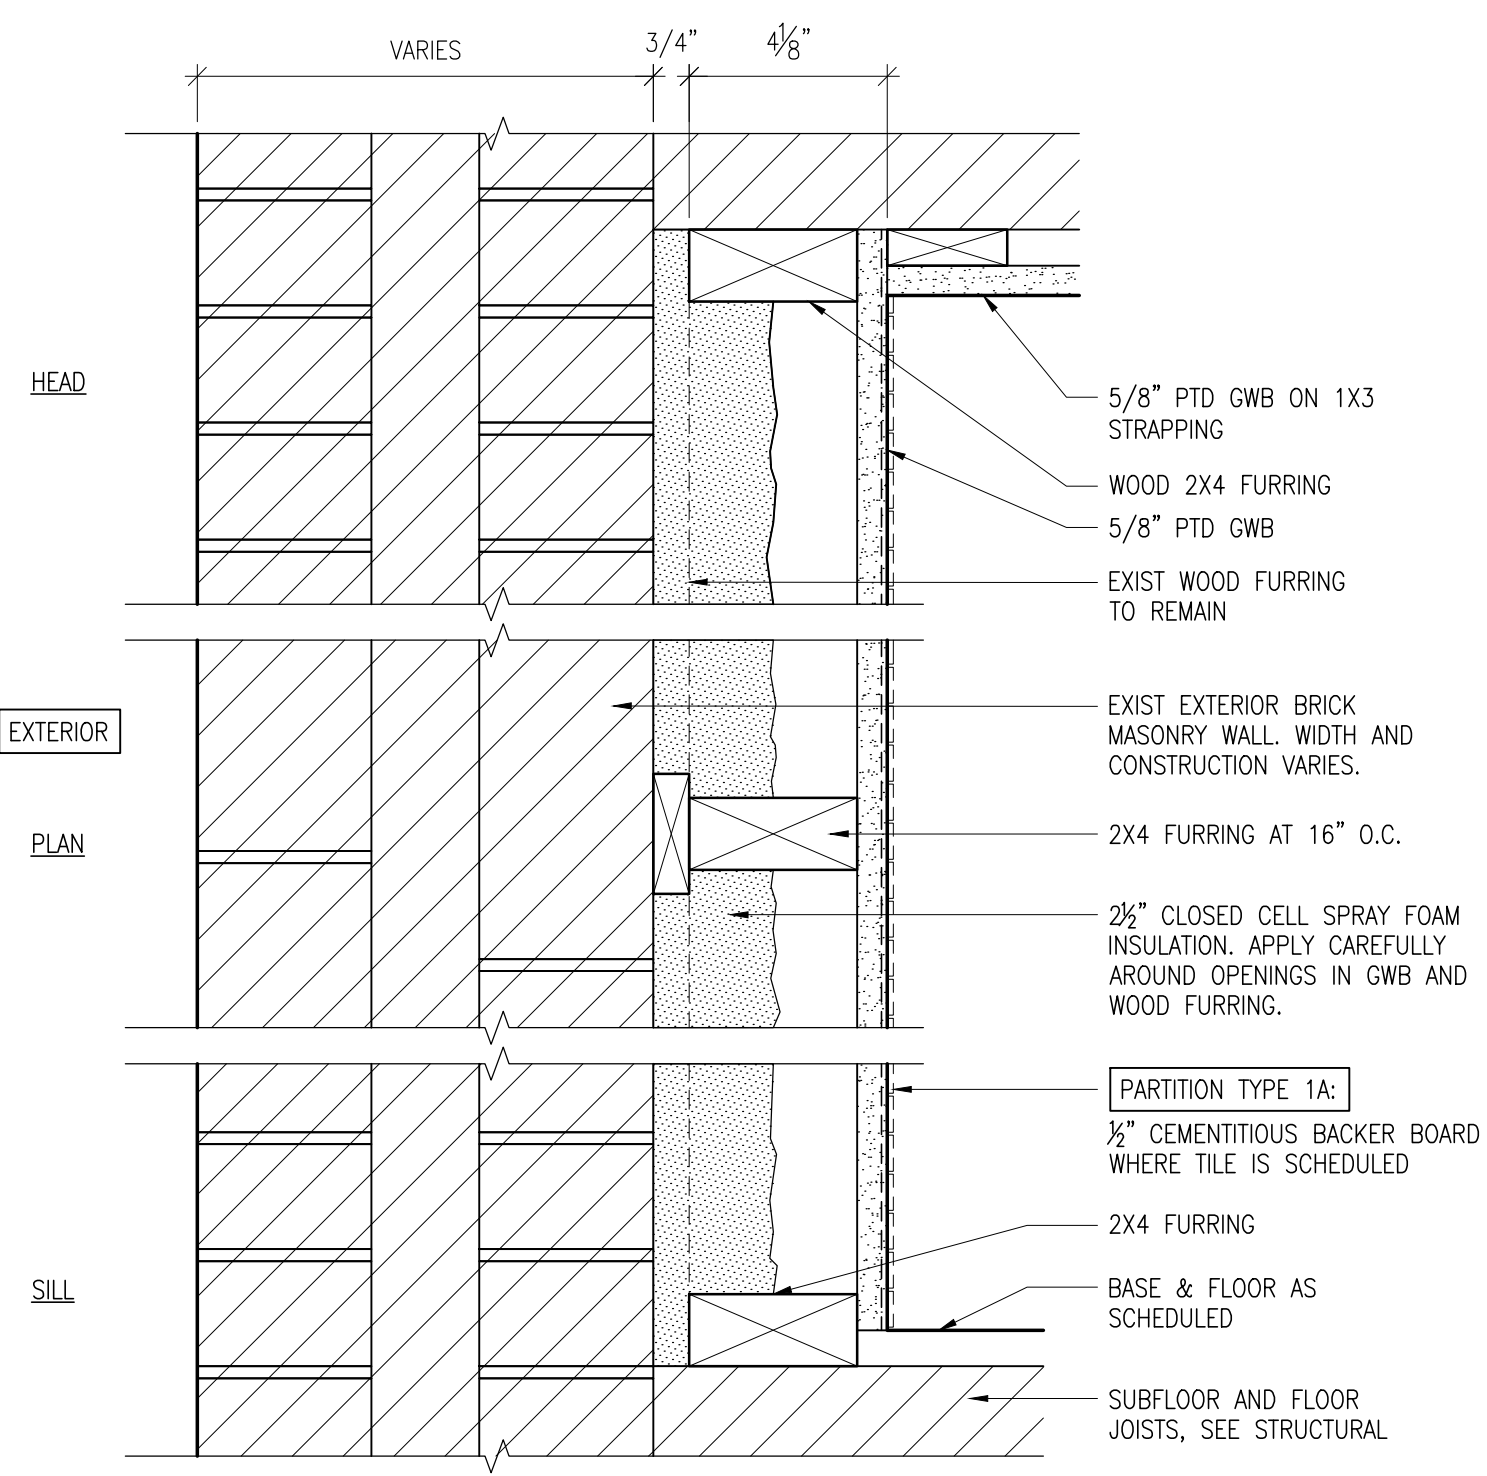 VARIES 3/4" 4 1/8"
HEAD
5/8" PTD GWB ON 1X3
STRAPPING
WOOD 2X4 FURRING
5/8" PTD GWB
EXIST WOOD FURRING
TO REMAIN
EXTERIOR
PLAN
EXIST EXTERIOR BRICK
MASONRY WALL. WIDTH AND
CONSTRUCTION VARIES.
2X4 FURRING AT 16" O.C.
2½" CLOSED CELL SPRAY FOAM
INSULATION. APPLY CAREFULLY
AROUND OPENINGS IN GWB AND
WOOD FURRING.
SILL
PARTITION TYPE 1A:
½" CEMENTITIOUS BACKER BOARD
WHERE TILE IS SCHEDULED
2X4 FURRING
BASE & FLOOR AS
SCHEDULED
SUBFLOOR AND FLOOR
JOISTS, SEE STRUCTURAL